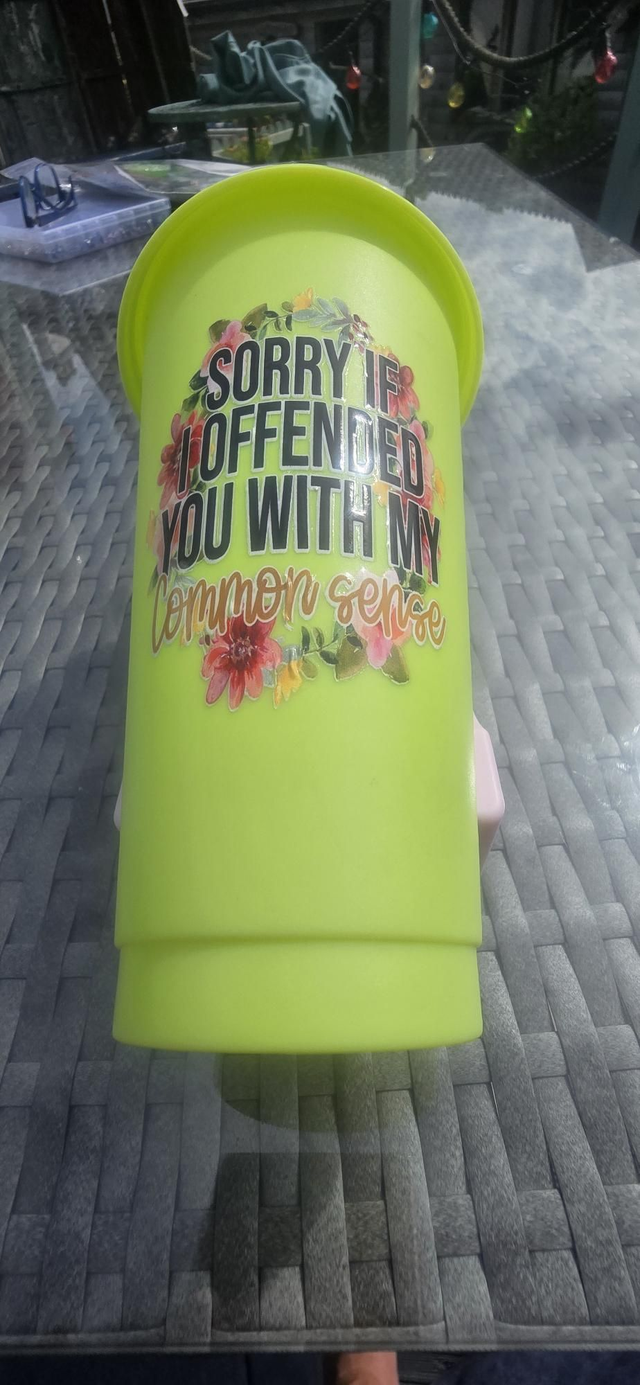 SORRY IF
I OFFENDED
YOU WITH MY
Common sense